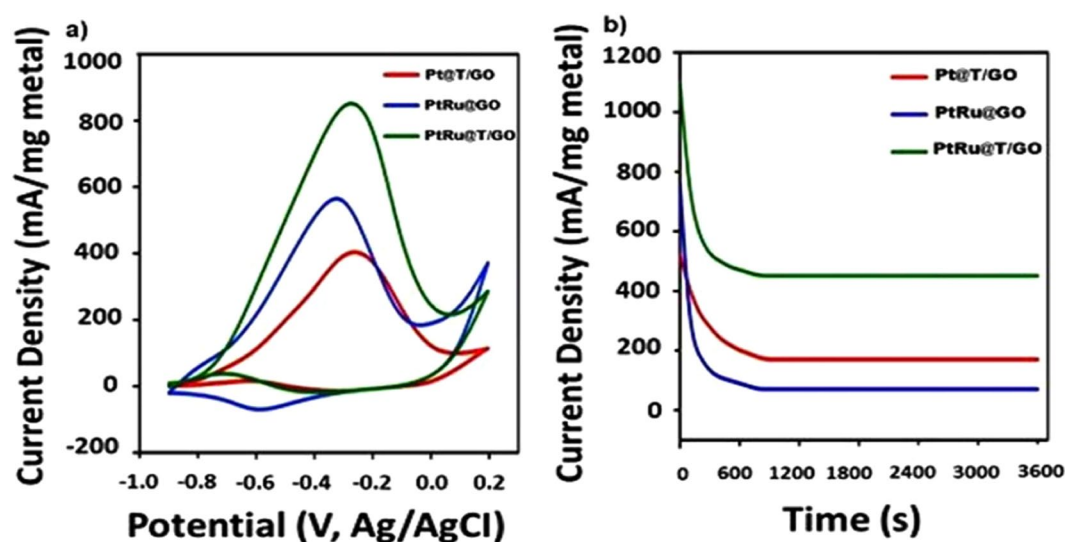 a)
Current Density (mA/mg metal)
1000
800
600
400
200
0
-200
Pt@T/GO
PtRu@GO
PtRu@T/GO
-1.0 -0.8 -0.6 -0.4 -0.2 0.0 0.2
Potential (V, Ag/AgCl)
b)
Current Density (mA/mg metal)
1200
1000
800
600
400
200
0
Pt@T/GO
PtRu@GO
PtRu@T/GO
0 600 1200 1800 2400 3000 3600
Time (s)